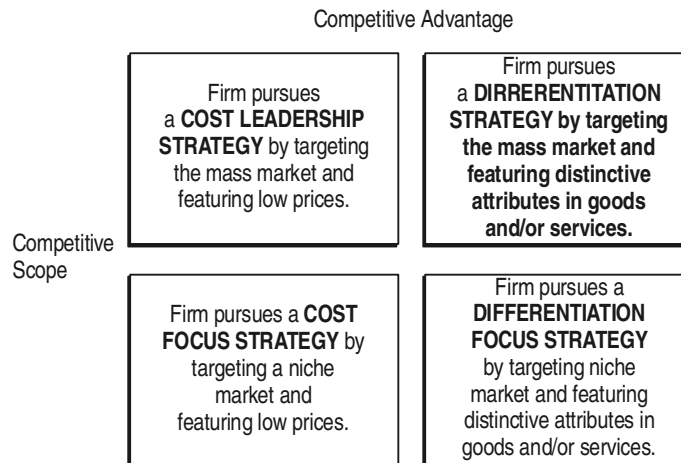 Competitive Advantage
Firm pursues
a COST LEADERSHIP
STRATEGY by targeting
the mass market and
featuring low prices.
Firm pursues
a DIRRERENTITATION
STRATEGY by targeting
the mass market and
featuring distinctive
attributes in goods
and/or services.
Competitive
Scope
Firm pursues a COST
FOCUS STRATEGY by
targeting a niche
market and
featuring low prices.
Firm pursues a
DIFFERENTIATION
FOCUS STRATEGY
by targeting niche
market and featuring
distinctive attributes in
goods and/or services.